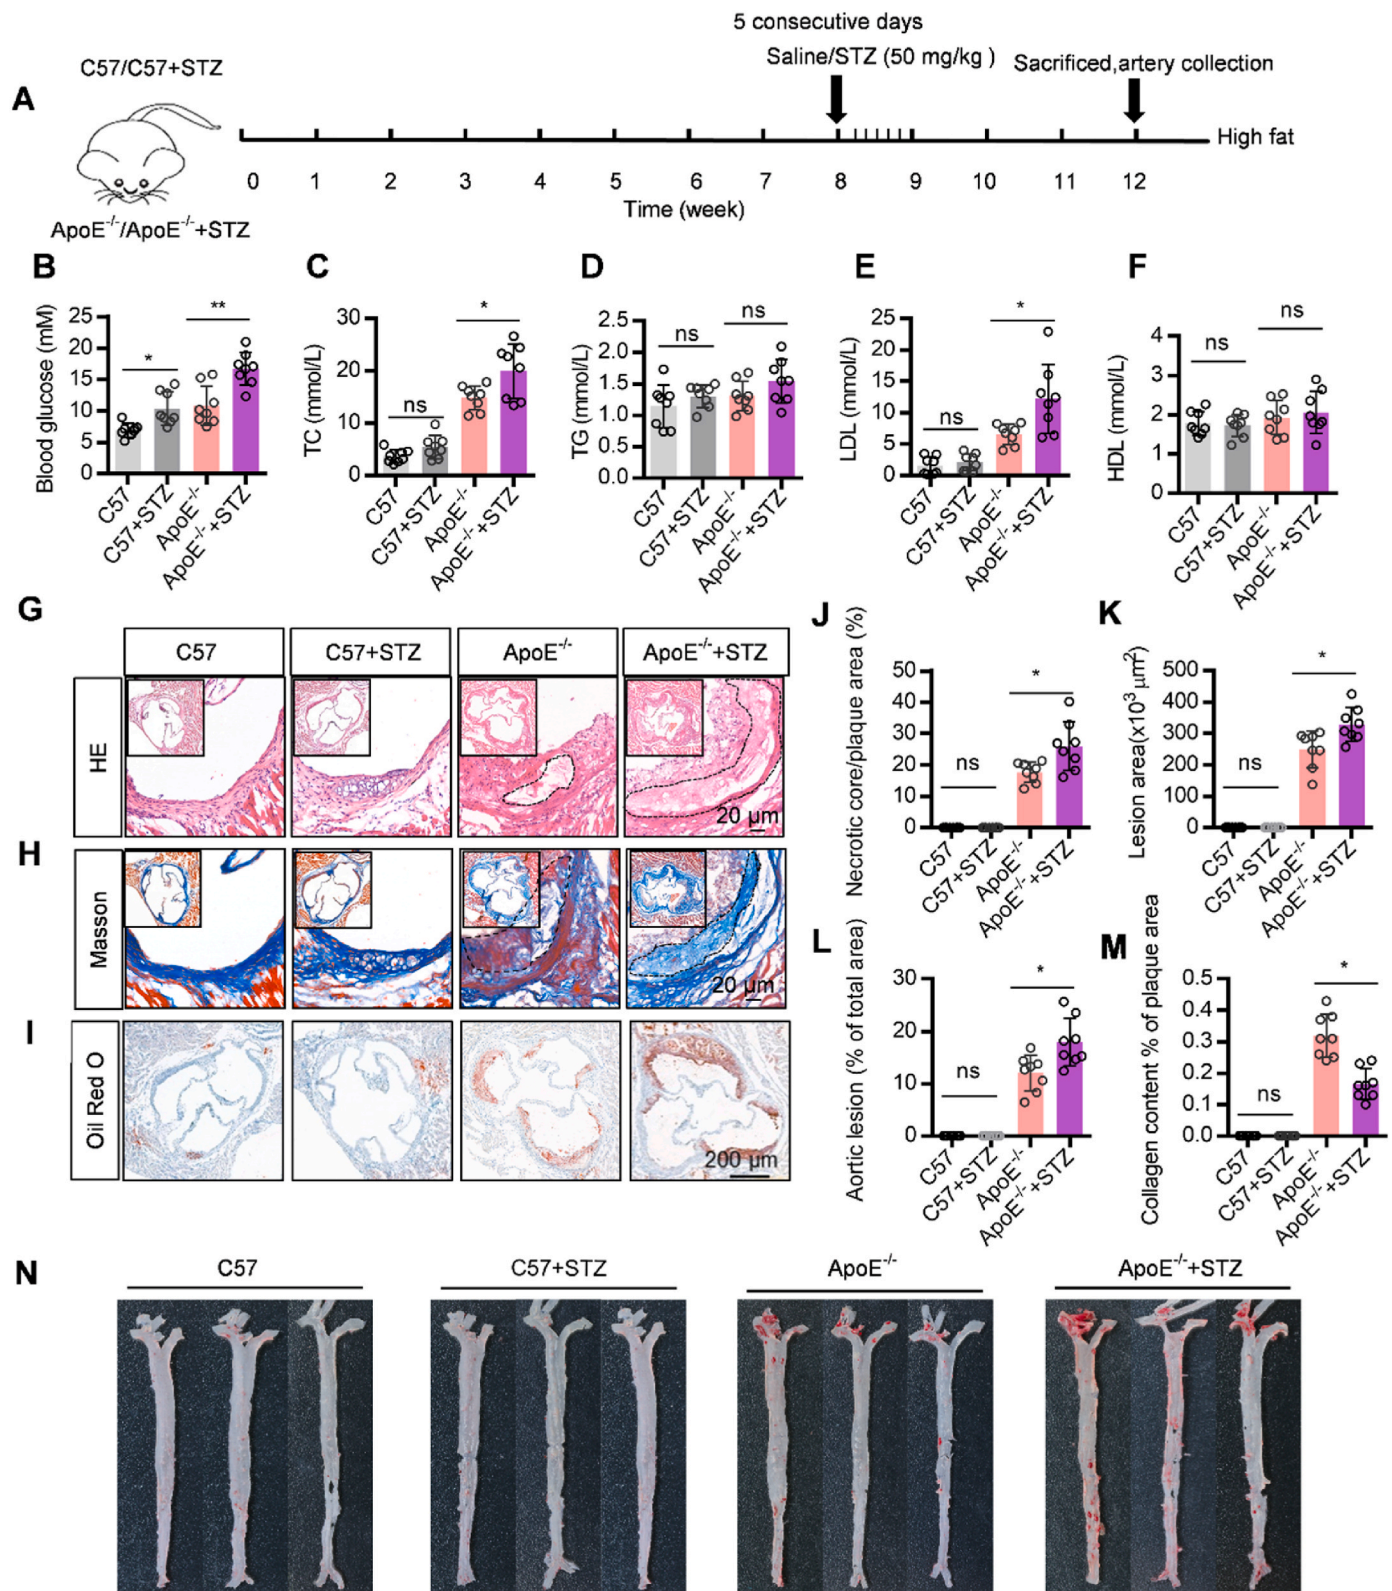 5 consecutive days
Saline/STZ (50 mg/kg )
Sacrificed,artery collection
C57/C57+STZ
A
High fat
0 1 2 3 4 5 6 7 8 9 10 11 12
Time (week)
ApoE-/-/ApoE-/-+STZ
B
Blood glucose (mM)
25
20
15
10
5
0
*
**
C57
C57+STZ
ApoE-/-
ApoE-/-+STZ
C
TC (mmol/L)
30
20
10
0
ns
*
C57
C57+STZ
ApoE-/-
ApoE-/-+STZ
D
TG (mmol/L)
2.5
2.0
1.5
1.0
0.5
0.0
ns
ns
C57
C57+STZ
ApoE-/-
ApoE-/-+STZ
E
LDL (mmol/L)
25
20
15
10
5
0
ns
*
C57
C57+STZ
ApoE-/-
ApoE-/-+STZ
F
HDL (mmol/L)
4
3
2
1
0
ns
ns
C57
C57+STZ
ApoE-/-
ApoE-/-+STZ
G
C57 C57+STZ ApoE-/- ApoE-/-+STZ
HE
20 µm
H
Masson
20 µm
I
Oil Red O
200 µm
J
Necrotic core/plaque area (%)
50
40
30
20
10
0
ns
*
C57
C57+STZ
ApoE-/-
ApoE-/-+STZ
K
Lesion area(x10³ µm²)
500
400
300
200
100
0
ns
*
C57
C57+STZ
ApoE-/-
ApoE-/-+STZ
L
Aortic lesion (% of total area)
30
20
10
0
ns
*
C57
C57+STZ
ApoE-/-
ApoE-/-+STZ
M
Collagen content % of plaque area
0.5
0.4
0.3
0.2
0.1
0.0
ns
*
C57
C57+STZ
ApoE-/-
ApoE-/-+STZ
N
C57 C57+STZ ApoE-/- ApoE-/-+STZ